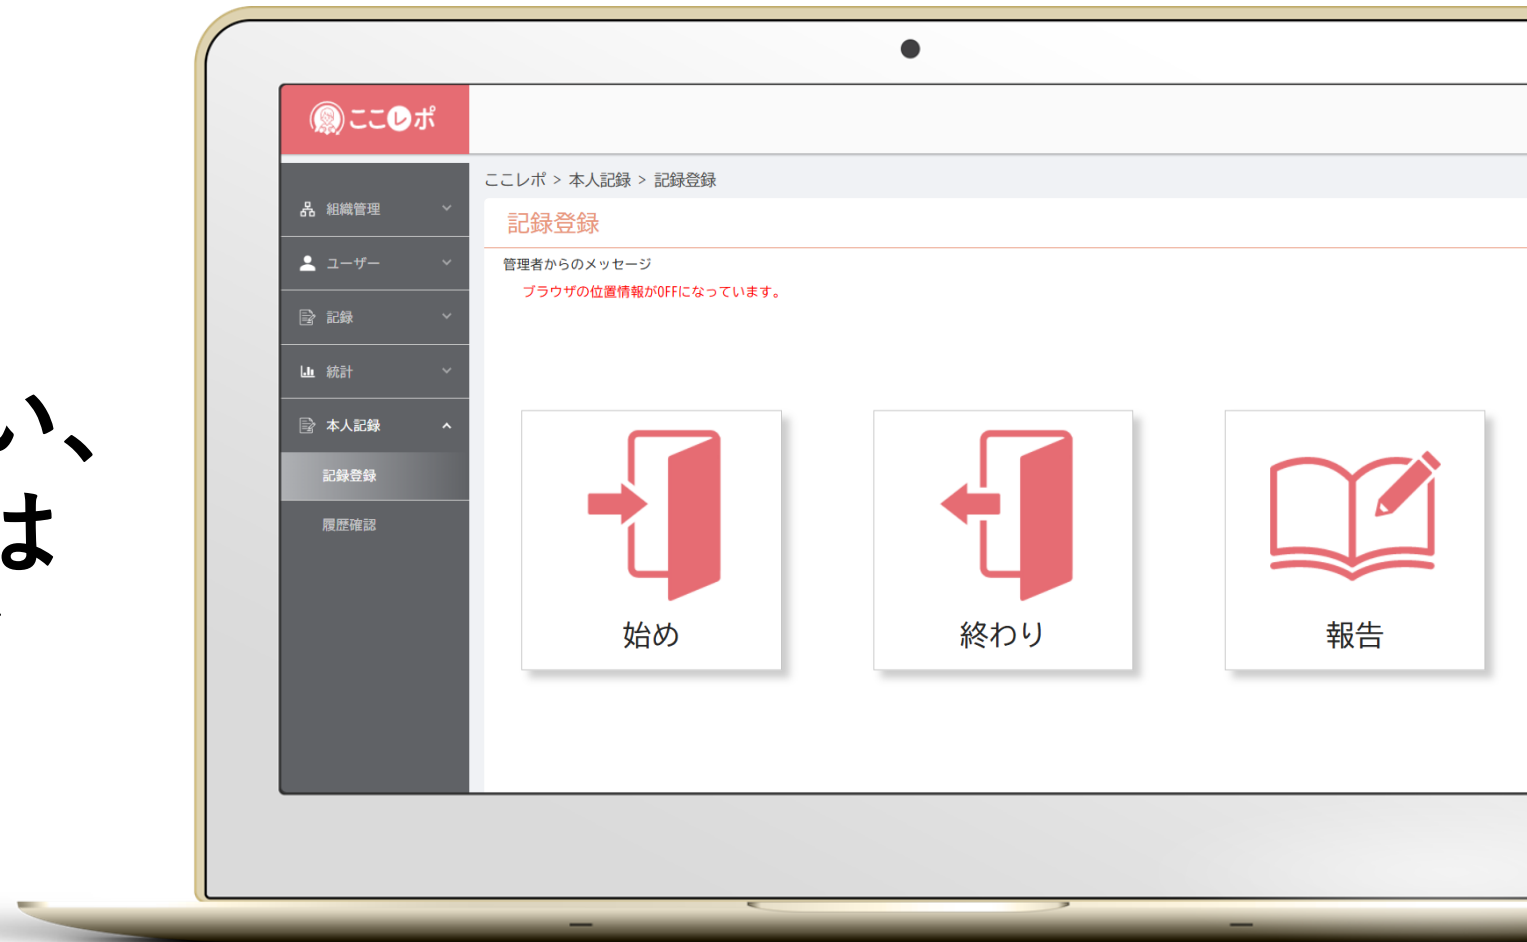 い、
は
ここレポ
ここレポ > 本人記録 > 記録登録
組織管理
ユーザー
記録
統計
本人記録
記録登録
履歴確認
記録登録
管理者からのメッセージ
ブラウザの位置情報がOFFになっています。
始め
終わり
報告